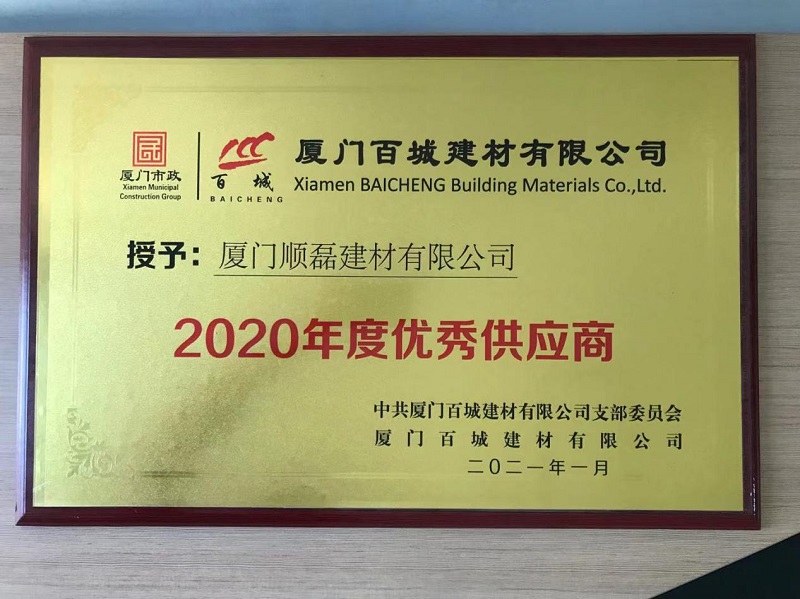 厦门市政
Xiamen Municipal
Construction Group
百城
BAICHENG
厦门百城建材有限公司
Xiamen BAICHENG Building Materials Co.,Ltd.
授予：厦门顺磊建材有限公司
2020年度优秀供应商
中共厦门百城建材有限公司支部委员会
厦门百城建材有限公司
二〇二一年一月